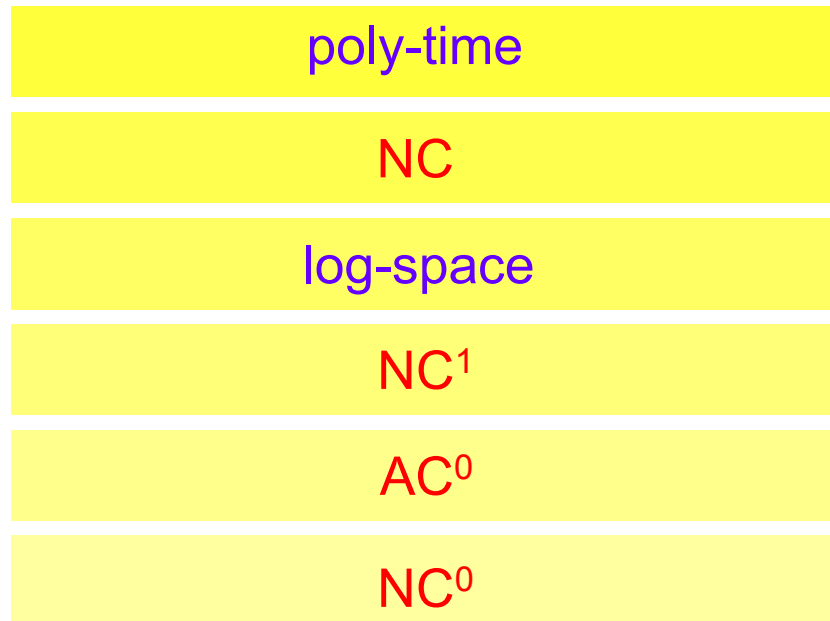 poly-time
NC
log-space
NC¹
AC⁰
NC⁰